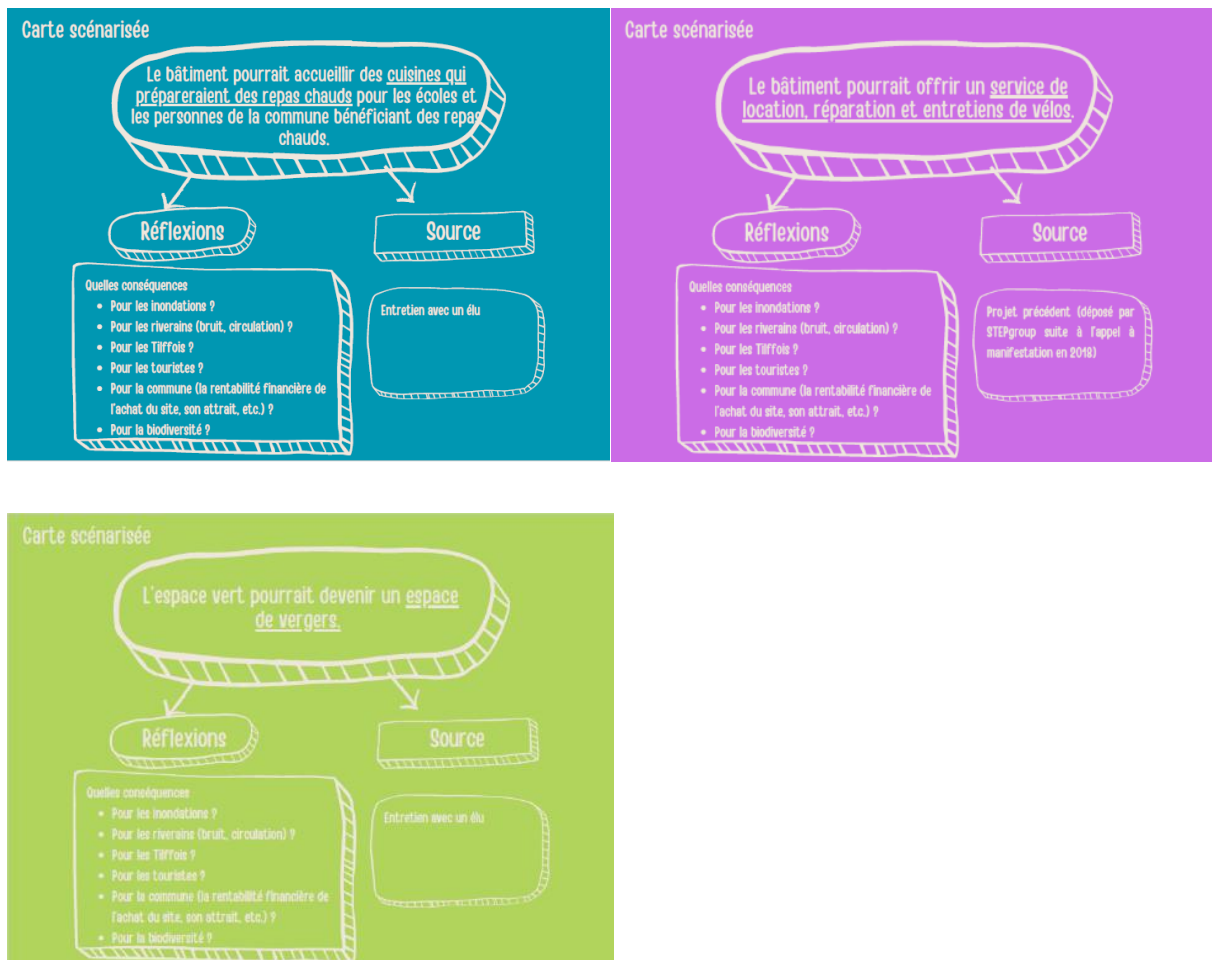 Carte scénarisée
Le bâtiment pourrait accueillir des cuisines qui
prépareraient des repas chauds pour les écoles et
les personnes de la commune bénéficiant des repas
chauds.
Réflexions
Source
Quelles conséquences
• Pour les inondations ?
• Pour les riverains (bruit, circulation) ?
• Pour les Tilffois ?
• Pour les touristes ?
• Pour la commune (la rentabilité financière de
l'achat du site, son attrait, etc.) ?
• Pour la biodiversité ?
Entretien avec un élu
Carte scénarisée
Le bâtiment pourrait offrir un service de
location, réparation et entretiens de vélos.
Réflexions
Source
Quelles conséquences
• Pour les inondations ?
• Pour les riverains (bruit, circulation) ?
• Pour les Tilffois ?
• Pour les touristes ?
• Pour la commune (la rentabilité financière de
l'achat du site, son attrait, etc.) ?
• Pour la biodiversité ?
Projet précédent (déposé par
STEPgroup suite à l'appel à
manifestation en 2018)
Carte scénarisée
L'espace vert pourrait devenir un espace
de vergers.
Réflexions
Source
Quelles conséquences
• Pour les inondations ?
• Pour les riverains (bruit, circulation) ?
• Pour les Tilffois ?
• Pour les touristes ?
• Pour la commune (la rentabilité financière de
l'achat du site, son attrait, etc.) ?
• Pour la biodiversité ?
Entretien avec un élu